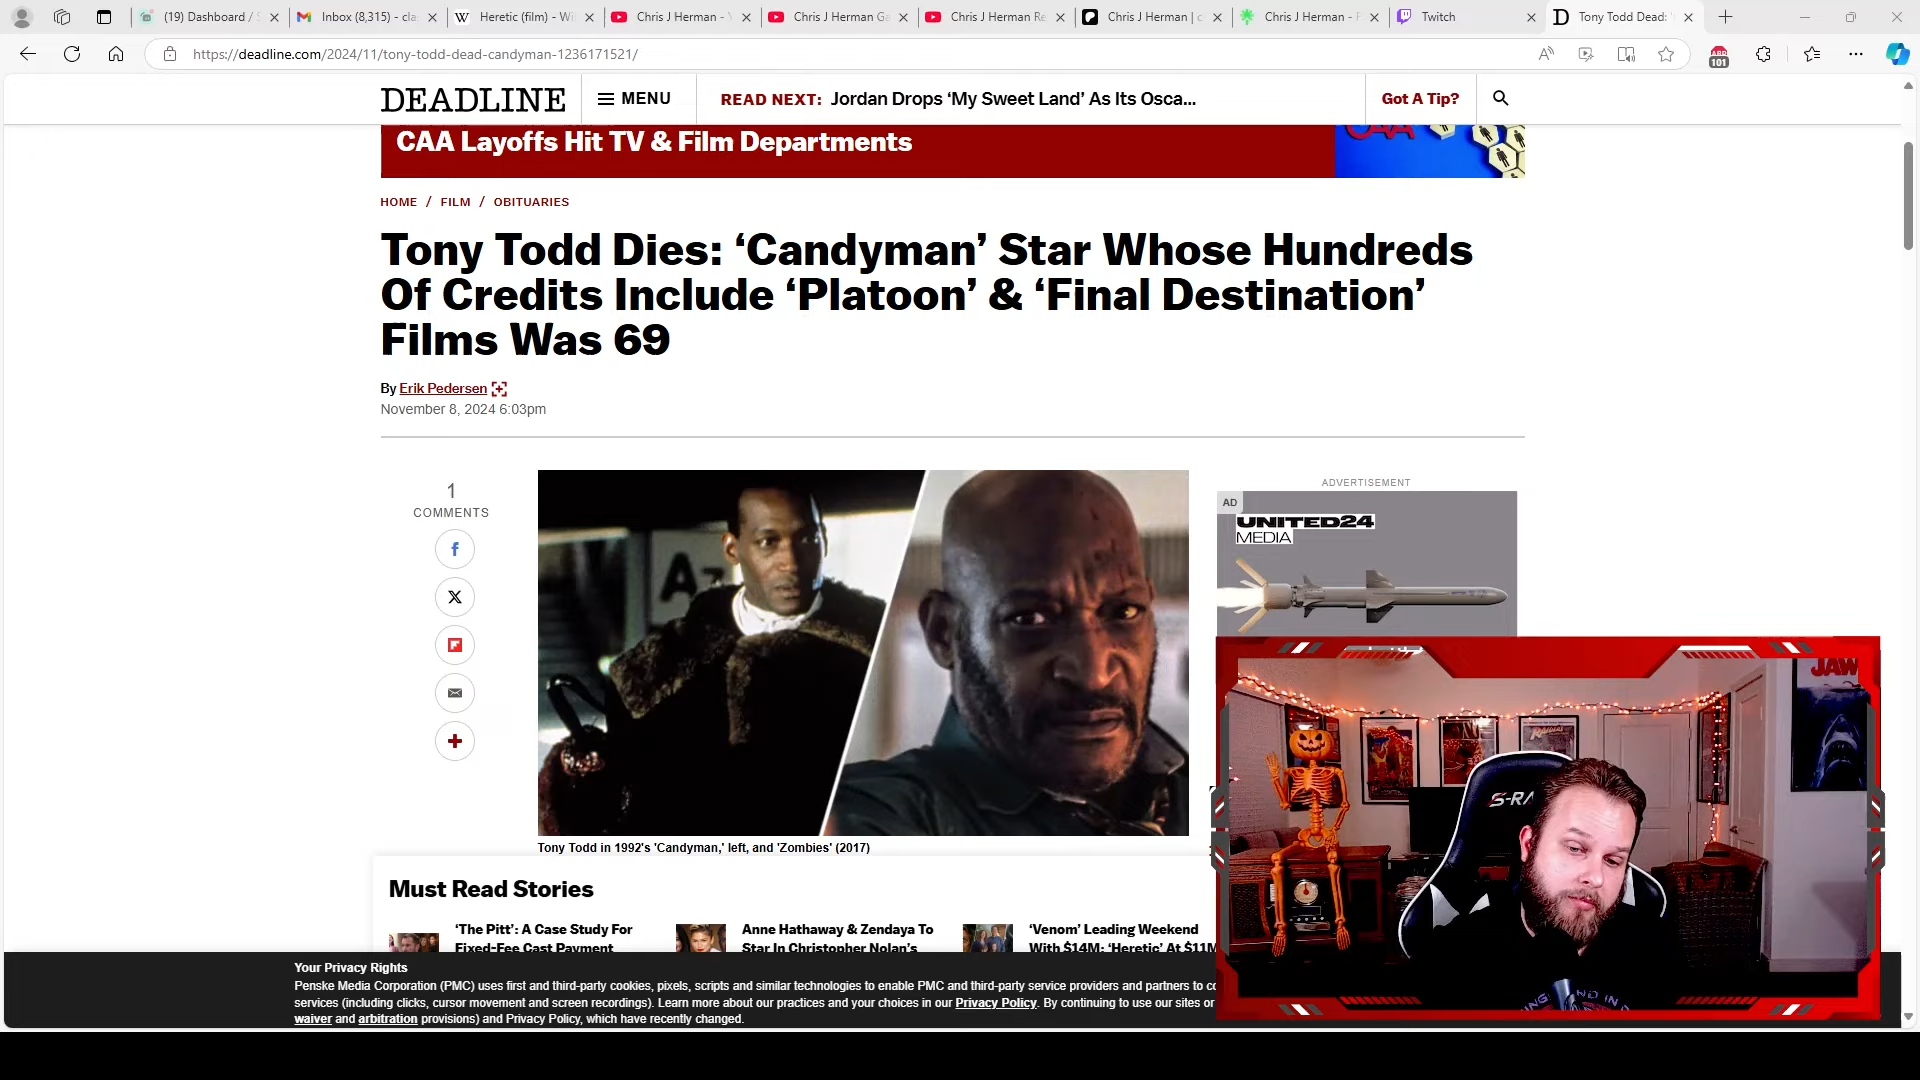 (19) Dashboard / S
Inbox (8,315) - cla
Heretic (film) - Wi
Chris J Herman - Y
Chris J Herman Ga
Chris J Herman Re
Chris J Herman | c
Chris J Herman - F
Twitch
Tony Todd Dead: '
https://deadline.com/2024/11/tony-todd-dead-candyman-1236171521/
101
DEADLINE
MENU
READ NEXT: Jordan Drops ‘My Sweet Land’ As Its Osca...
Got A Tip?
CAA Layoffs Hit TV & Film Departments
CAA
HOME / FILM / OBITUARIES
Tony Todd Dies: ‘Candyman’ Star Whose Hundreds
Of Credits Include ‘Platoon’ & ‘Final Destination’
Films Was 69
By Erik Pedersen
November 8, 2024 6:03pm
1
COMMENTS
ADVERTISEMENT
AD
UNITED24
MEDIA
JAW
RAIDERS
S-RA
Tony Todd in 1992's 'Candyman,' left, and 'Zombies' (2017)
Must Read Stories
‘The Pitt’: A Case Study For
Fixed-Fee Cast Payment
Anne Hathaway & Zendaya To
Star In Christopher Nolan’s
‘Venom’ Leading Weekend
With $14M; ‘Heretic’ At $11M
Your Privacy Rights
Penske Media Corporation (PMC) uses first and third-party cookies, pixels, scripts and similar technologies to enable PMC and third-party service providers and partners to co
services (including clicks, cursor movement and screen recordings). Learn more about our practices and your choices in our Privacy Policy. By continuing to use our sites or
waiver and arbitration provisions) and Privacy Policy, which have recently changed.